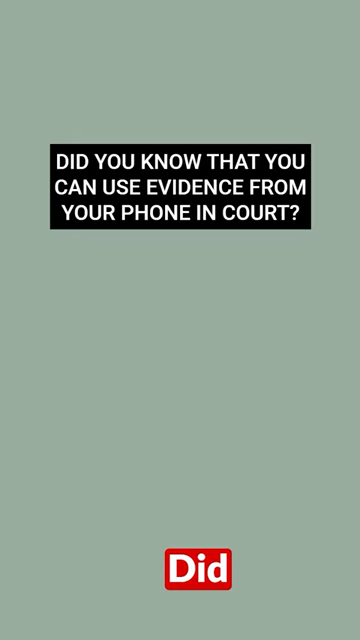 DID YOU KNOW THAT YOU
CAN USE EVIDENCE FROM
YOUR PHONE IN COURT?
Did